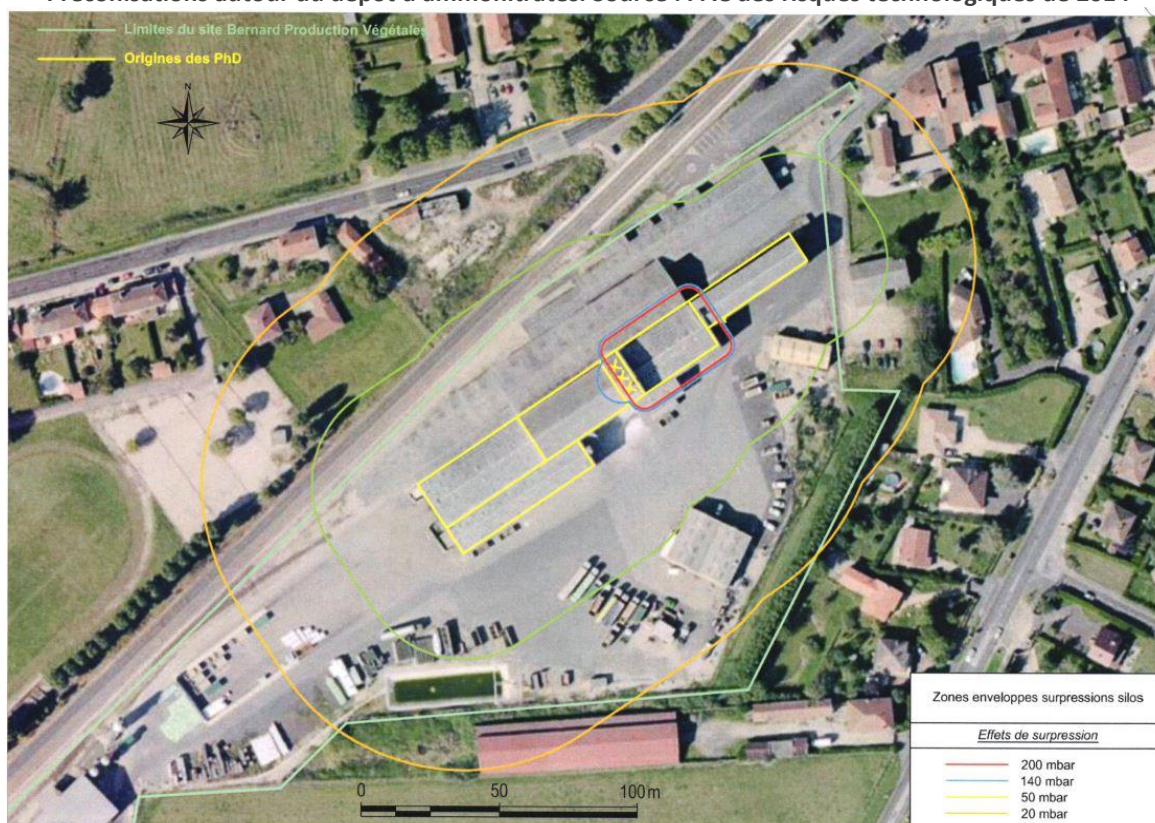 Préconisations autour du dépôt d'ammonitrates. Source : PAC des risques technologiques de 2014
Limites du site Bernard Production Végétales
Origines des PhD
N
0 50 100m
Zones enveloppes surpressions silos
Effets de surpression
200 mbar
140 mbar
50 mbar
20 mbar